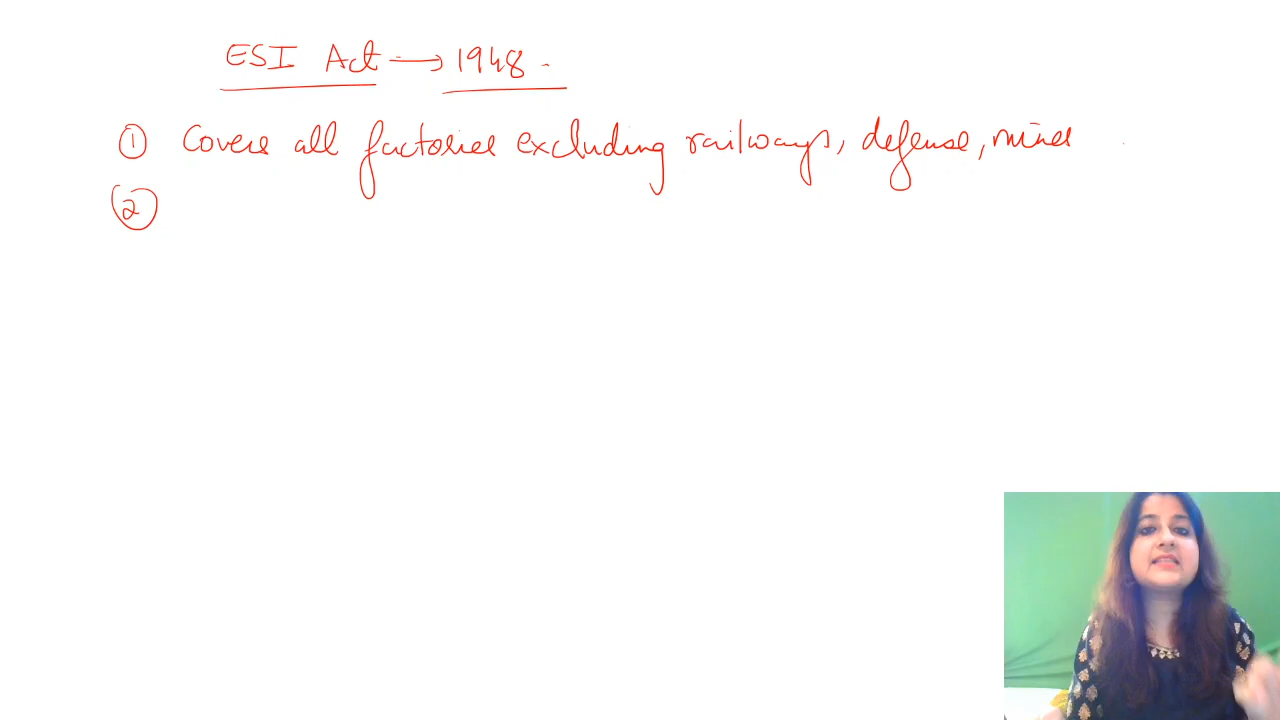 ESI Act → 1948.
① Covers all factories excluding railways, defense, mines
②